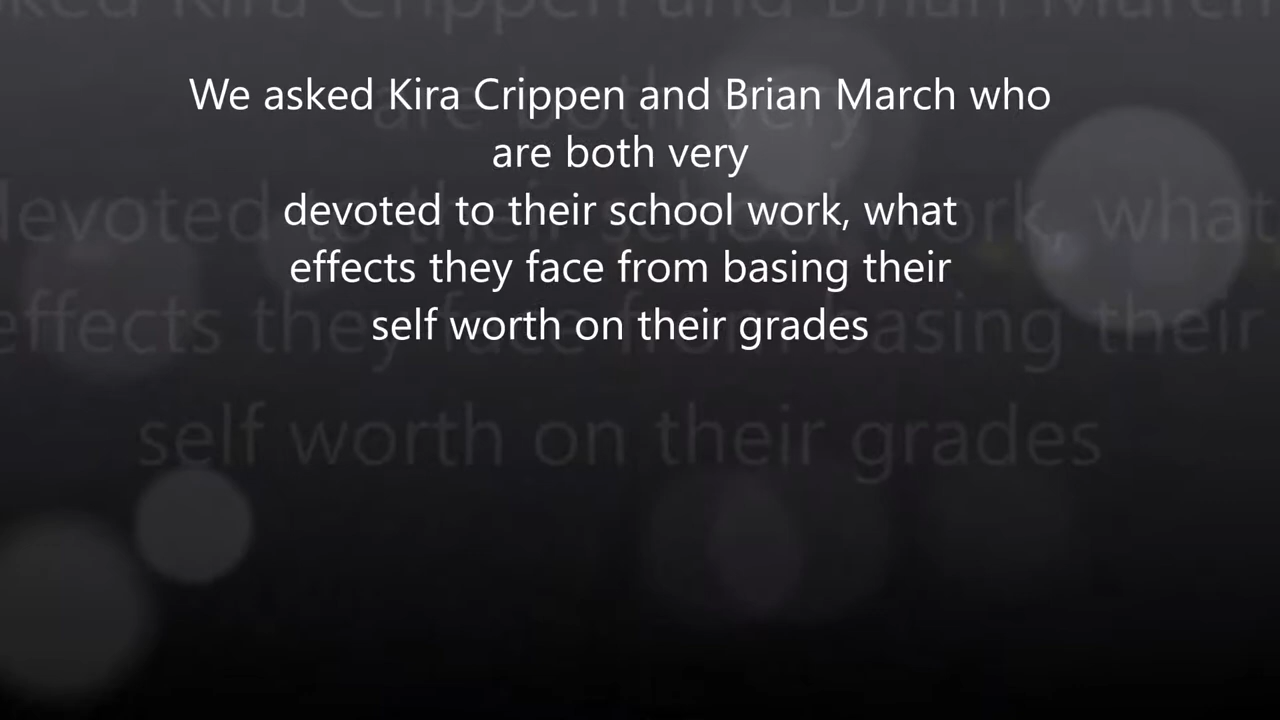 We asked Kira Crippen and Brian March who
are both very
devoted to their school work, what
effects they face from basing their
self worth on their grades